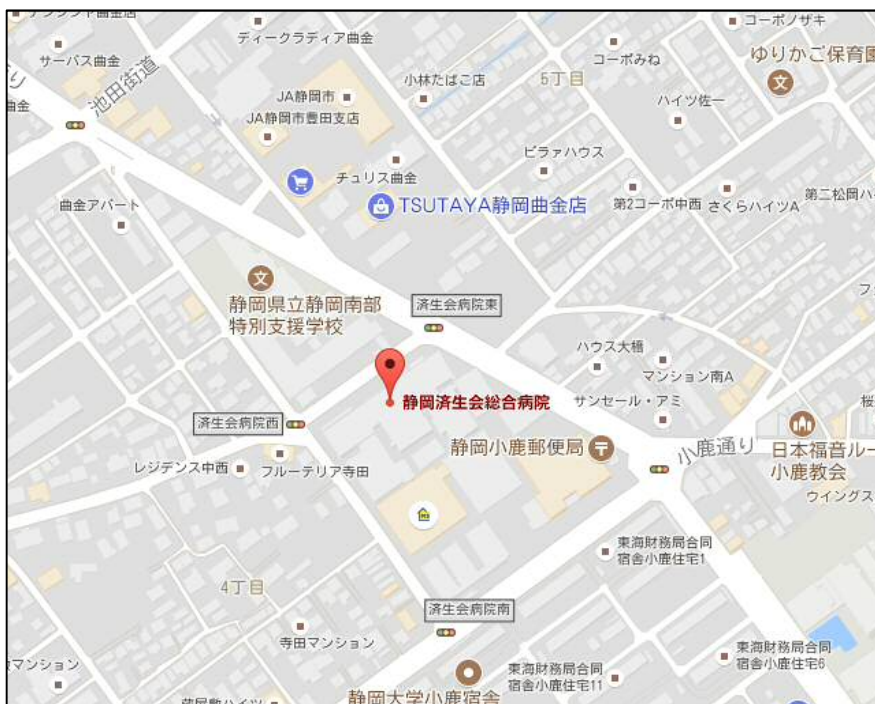 コーポノザキ
ディークラディア曲金
サーパス曲金
コーポみね
ゆりかご保育園
池田街道
小林たばこ店
5丁目
JA静岡市
ハイツ佐一
曲金
JA静岡市豊田支店
ビラァハウス
チュリス曲金
曲金アパート
TSUTAYA静岡曲金店
第2コーポ中西
さくらハイツA
第二松岡ハ
静岡県立静岡南部
特別支援学校
済生会病院東
ハウス大橋
マンション南A
静岡済生会総合病院
サンセール・アミ
済生会病院西
静岡小鹿郵便局
小鹿通り
日本福音ルー
小鹿教会
レジデンス中西
フルーテリア寺田
ウイングス
東海財務局合同
宿舎小鹿住宅1
4丁目
済生会病院南
寺田マンション
マンション
東海財務局合同
宿舎小鹿住宅6
東海財務局合同
宿舎小鹿住宅11
静岡大学小鹿宿舎